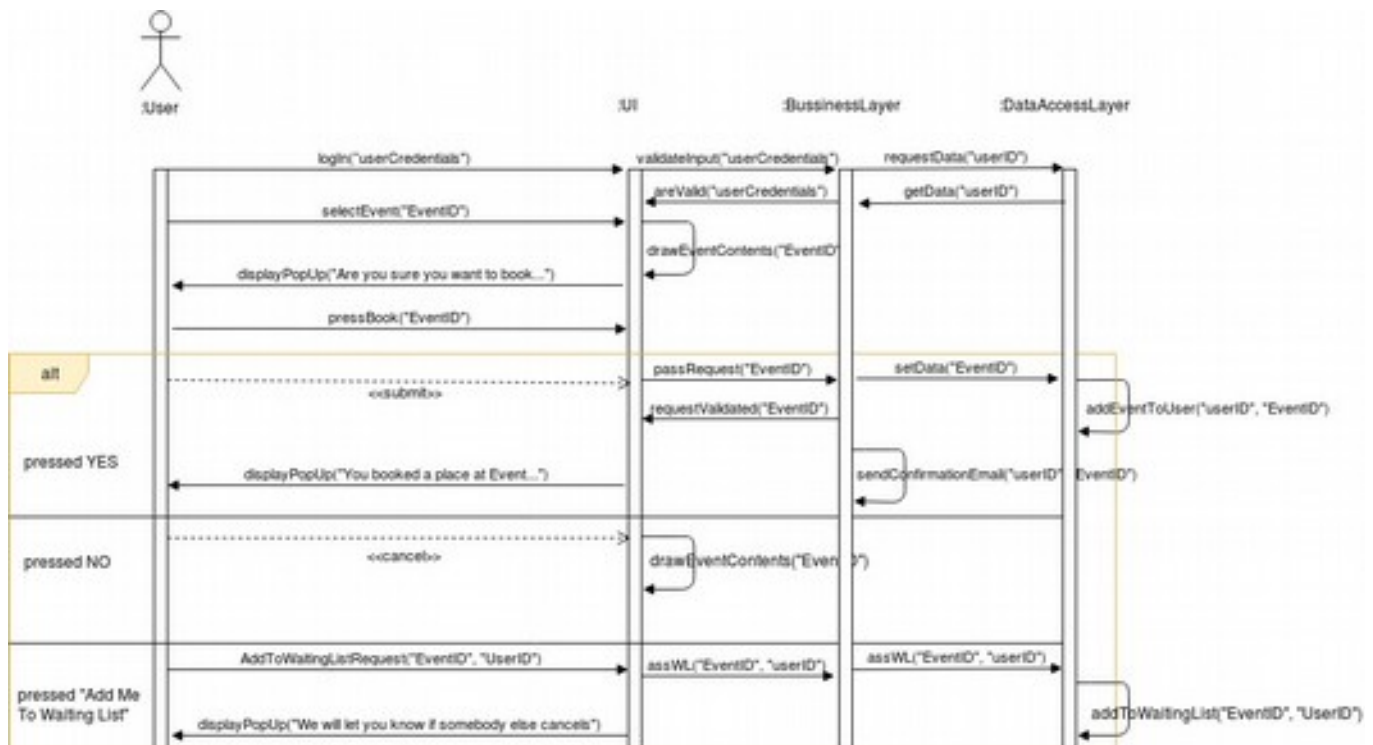 :User
:UI
:BussinessLayer
:DataAccessLayer
logIn("userCredentials")
validateInput("userCredentials")
requestData("userID")
areValid("userCredentials")
getData("userID")
selectEvent("EventID")
drawEventContents("EventID"
displayPopUp("Are you sure you want to book...")
pressBook("EventID")
alt
passRequest("EventID")
setData("EventID")
<<submit>>
requestValidated("EventID")
addEventToUser("userID", "EventID")
pressed YES
displayPopUp("You booked a place at Event...")
sendConfirmationEmail("userID" EventID")
pressed NO
<<cancel>>
drawEventContents("Even D")
AddToWaitingListRequest("EventID", "UserID")
assWL("EventID", "userID")
assWL("EventID", "userID")
pressed "Add Me
To Waiting List"
addToWaitingList("EventID", "UserID")
displayPopUp("We will let you know if somebody else cancels")